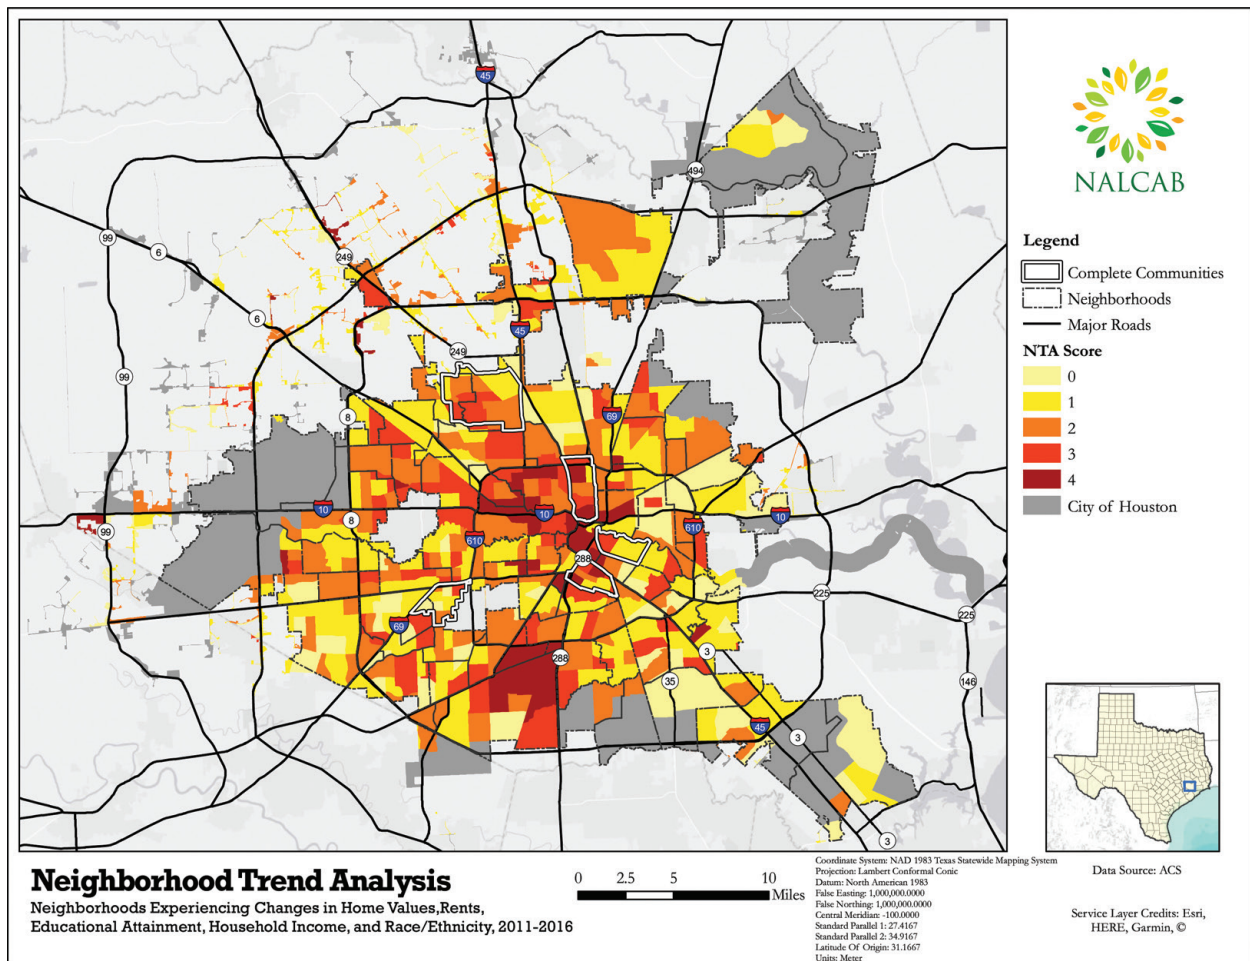 45
494
99
6
249
6
45
249
99
8
69
10
8
10
610
10
610
99
288
225
225
69
3
288
35
146
45
3
3
NALCAB
Legend
Complete Communities
Neighborhoods
Major Roads
NTA Score
0
1
2
3
4
City of Houston
Neighborhood Trend Analysis
Neighborhoods Experiencing Changes in Home Values,Rents,
Educational Attainment, Household Income, and Race/Ethnicity, 2011-2016
0 2.5 5 10
Miles
Coordinate System: NAD 1983 Texas Statewide Mapping System
Projection: Lambert Conformal Conic
Datum: North American 1983
False Easting: 1,000,000.0000
False Northing: 1,000,000.0000
Central Meridian: -100.0000
Standard Parallel 1: 27.4167
Standard Parallel 2: 34.9167
Latitude Of Origin: 31.1667
Units: Meter
Data Source: ACS
Service Layer Credits: Esri,
HERE, Garmin, ©